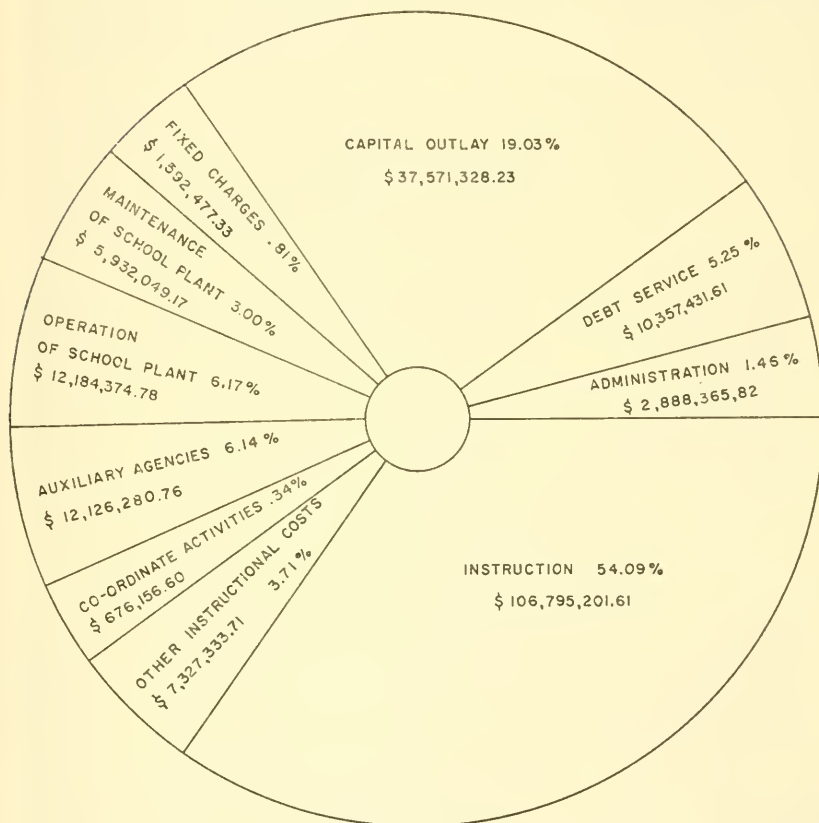 CAPITAL OUTLAY 19.03%
$ 37,571,328.23
DEBT SERVICE 5.25%
$ 10,357,431.61
ADMINISTRATION 1.46%
$ 2,888,365,82
INSTRUCTION 54.09%
$ 106,795,201.61
OTHER INSTRUCTIONAL COSTS
3.71%
$ 7,327,333.71
CO-ORDINATE ACTIVITIES .34%
$ 676,156.60
AUXILIARY AGENCIES 6.14%
$ 12,126,280.76
OPERATION
OF SCHOOL PLANT 6.17%
$ 12,184,374.78
MAINTENANCE
OF SCHOOL PLANT 3.00%
$ 5,932,049.17
FIXED CHARGES .81%
$ 1,592,477.33